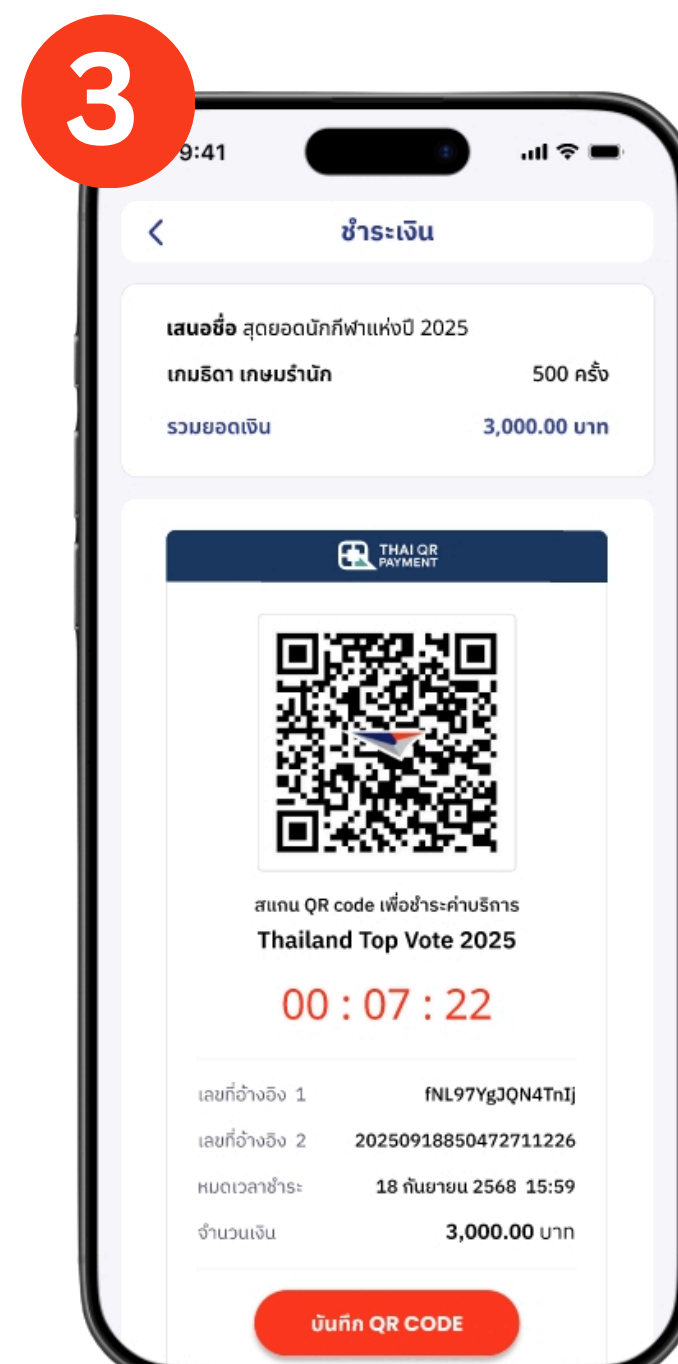 3
9:41
ชำระเงิน
เสนอชื่อ สุดยอดนักกีฬาแห่งปี 2025
เกมธิดา เกษมรำนัก 500 ครั้ง
รวมยอดเงิน 3,000.00 บาท
THAI QR
PAYMENT
สแกน QR code เพื่อชำระค่าบริการ
Thailand Top Vote 2025
00 : 07 : 22
เลขที่อ้างอิง 1 fNL97YgJQN4TnIj
เลขที่อ้างอิง 2 20250918850472711226
หมดเวลาชำระ 18 กันยายน 2568 15:59
จำนวนเงิน 3,000.00 บาท
บันทึก QR CODE